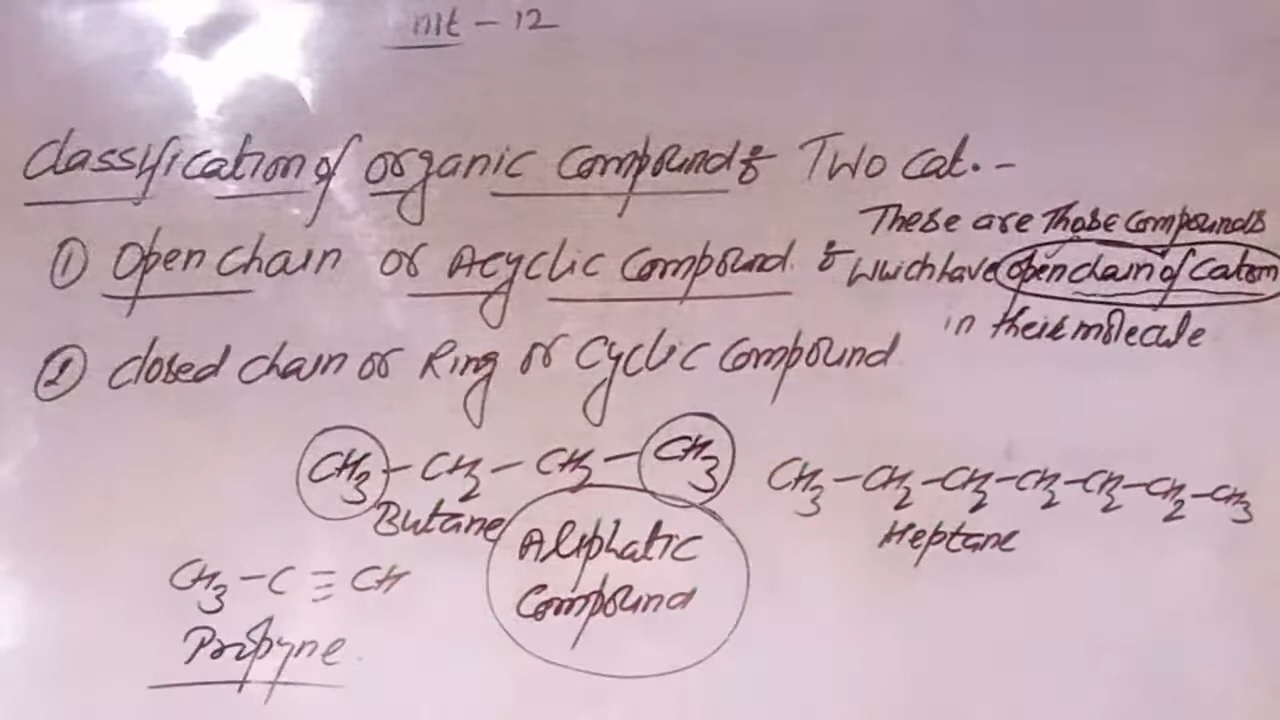 Unit - 12
Classification of organic Compound : Two cat. -
① Open chain or Acyclic Compound : These are those compounds
which have open chain of Catom
in their molecule
② Closed chain or Ring or Cyclic Compound
CH₃ - CH₂ - CH₂ - CH₃
Butane
CH₃ - CH₂ - CH₂ - CH₂ - CH₂ - CH₂ - CH₃
Heptane
Aliphatic
Compound
CH₃ - C ≡ CH
Propyne